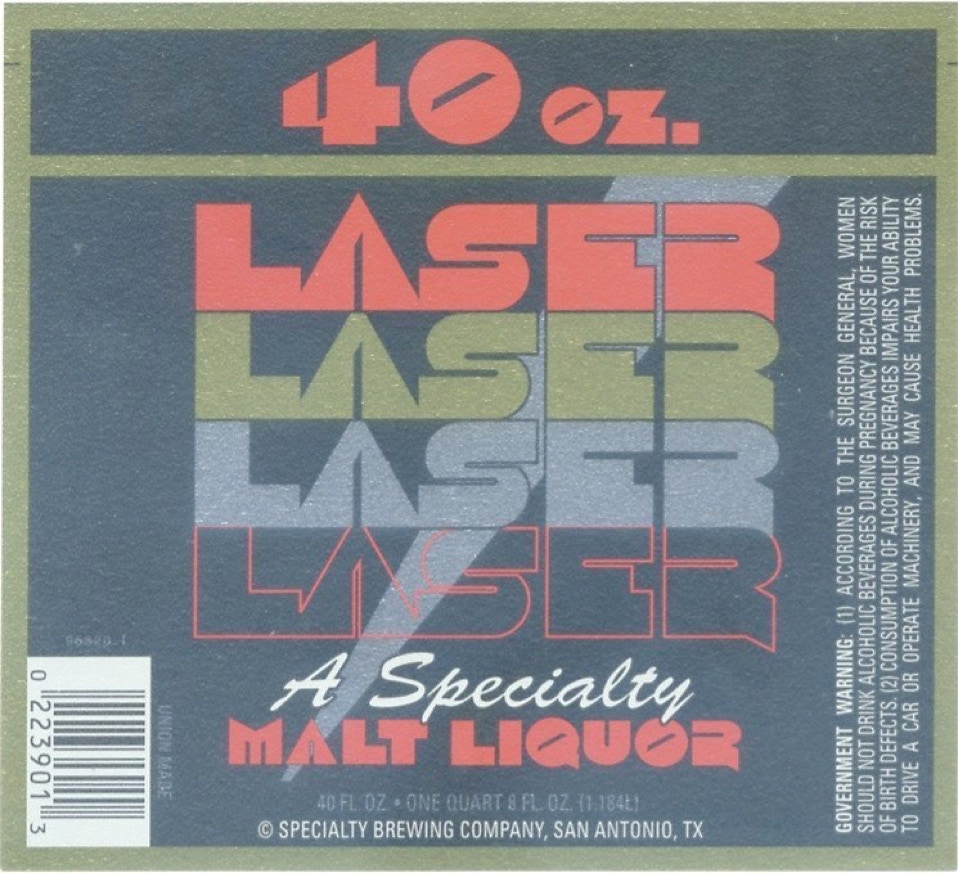 40 oz.
LASER
LASER
LASER
LASER
A Specialty
MALT LIQUOR
40 FL. OZ. • ONE QUART 8 FL. OZ. (1.184L)
© SPECIALTY BREWING COMPANY, SAN ANTONIO, TX
96820.1
UNION MADE
0 2239013
GOVERNMENT WARNING: (1) ACCORDING TO THE SURGEON GENERAL, WOMEN
SHOULD NOT DRINK ALCOHOLIC BEVERAGES DURING PREGNANCY BECAUSE OF THE RISK
OF BIRTH DEFECTS. (2) CONSUMPTION OF ALCOHOLIC BEVERAGES IMPAIRS YOUR ABILITY
TO DRIVE A CAR OR OPERATE MACHINERY, AND MAY CAUSE HEALTH PROBLEMS.